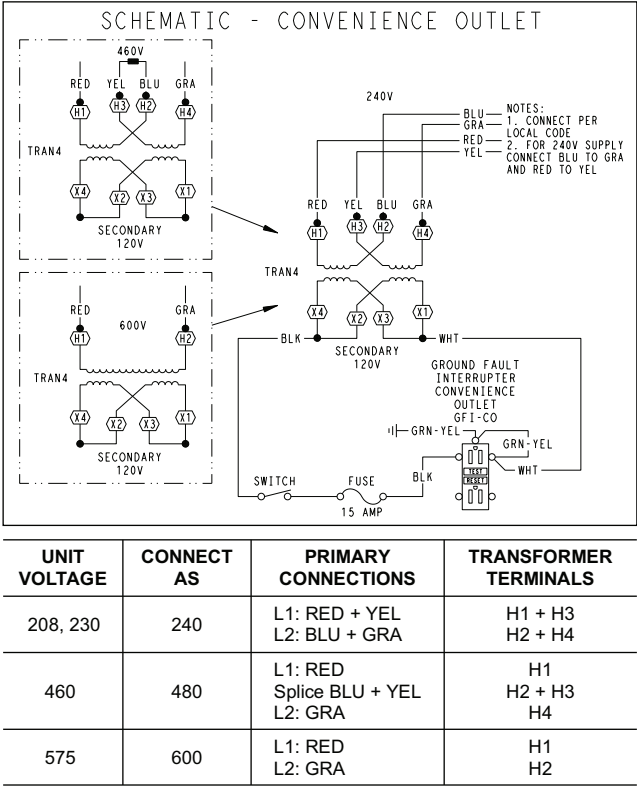 SCHEMATIC - CONVENIENCE OUTLET
460V
RED YEL BLU GRA
H1 H3 H2 H4
TRAN4
X4 X2 X3 X1
SECONDARY
120V
RED GRA
600V
H1 H2
TRAN4
X4 X2 X3 X1
SECONDARY
120V
240V
BLU
GRA
RED
YEL
NOTES:
1. CONNECT PER
LOCAL CODE
2. FOR 240V SUPPLY
CONNECT BLU TO GRA
AND RED TO YEL
RED YEL BLU GRA
H1 H3 H2 H4
TRAN4
X4 X2 X3 X1
BLK WHT
SECONDARY
120V
GROUND FAULT
INTERRUPTER
CONVENIENCE
OUTLET
GFI-CO
GRN-YEL
GRN-YEL
WHT
BLK
TEST
RESET
SWITCH FUSE
15 AMP
UNIT VOLTAGE
CONNECT AS
PRIMARY CONNECTIONS
TRANSFORMER TERMINALS
208, 230
240
L1: RED + YEL
L2: BLU + GRA
H1 + H3
H2 + H4
460
480
L1: RED
Splice BLU + YEL
L2: GRA
H1
H2 + H3
H4
575
600
L1: RED
L2: GRA
H1
H2